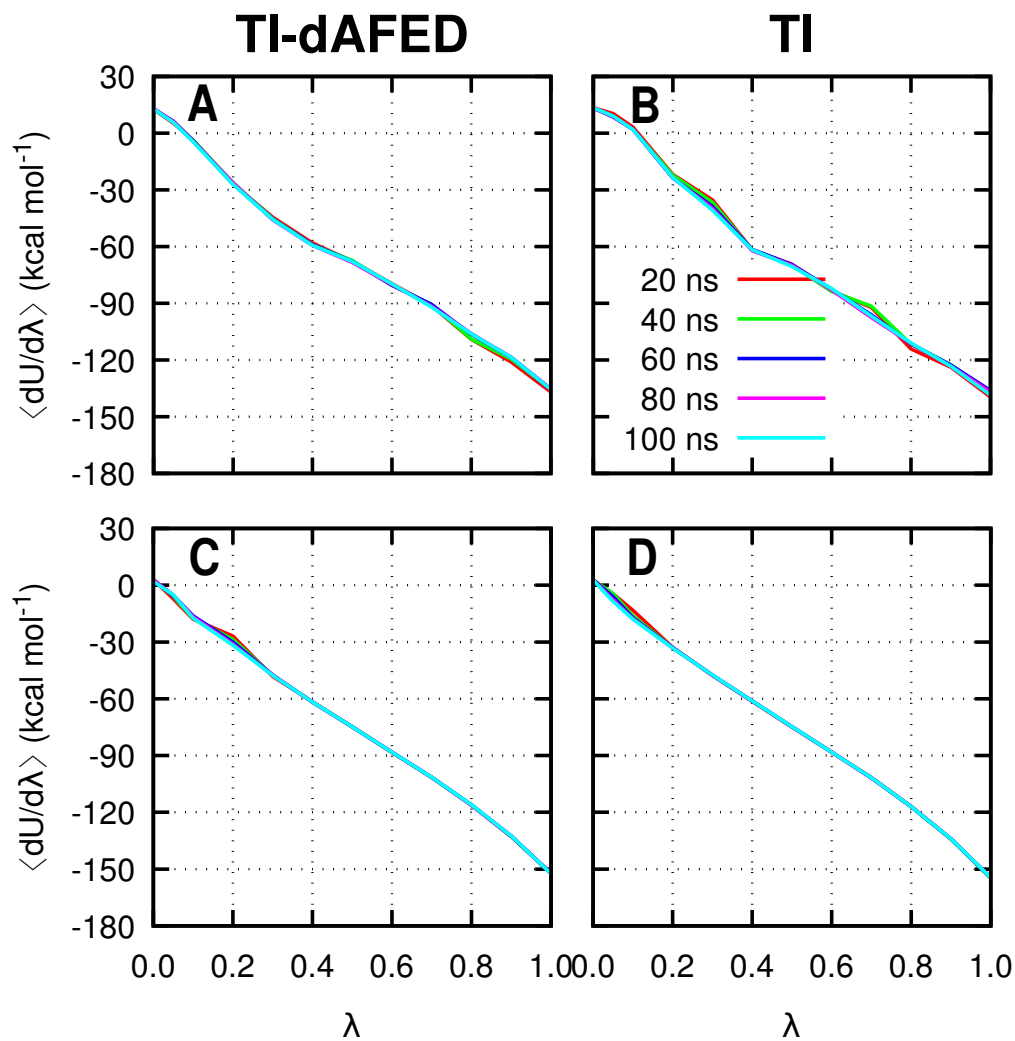 TI-dAFED
TI
30
0
-30
-60
-90
-120
-150
-180
⟨dU/dλ⟩ (kcal mol⁻¹)
A
B
20 ns
40 ns
60 ns
80 ns
100 ns
30
0
-30
-60
-90
-120
-150
-180
⟨dU/dλ⟩ (kcal mol⁻¹)
C
D
0.0 0.2 0.4 0.6 0.8 1.0
0.0 0.2 0.4 0.6 0.8 1.0
λ
λ